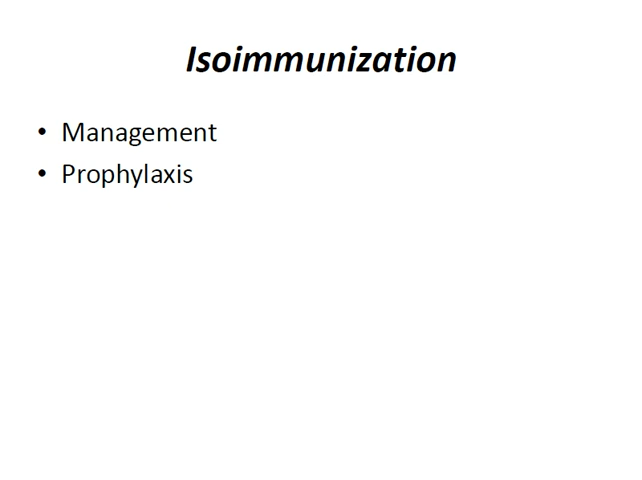 Isoimmunization
• Management
• Prophylaxis